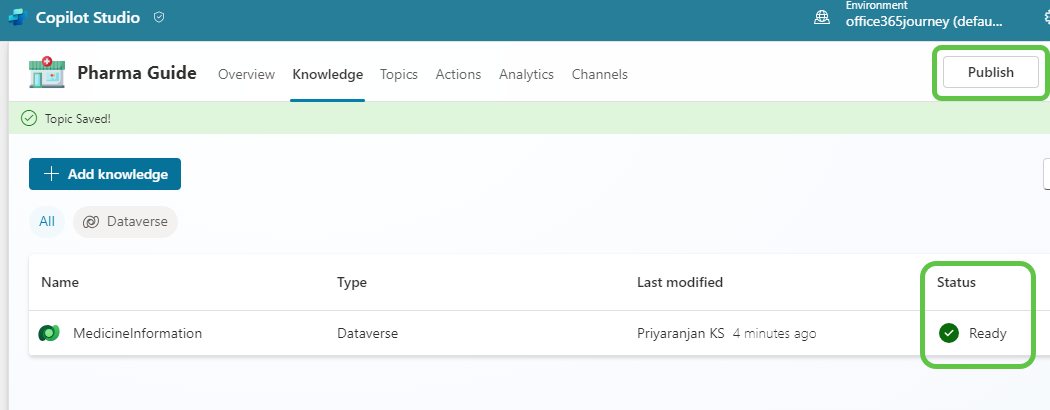 Copilot Studio
Environment
office365journey (defau...
Pharma Guide Overview Knowledge Topics Actions Analytics Channels Publish
Topic Saved!
Add knowledge
All Dataverse
Name Type Last modified Status
MedicineInformation Dataverse Priyaranjan KS 4 minutes ago Ready